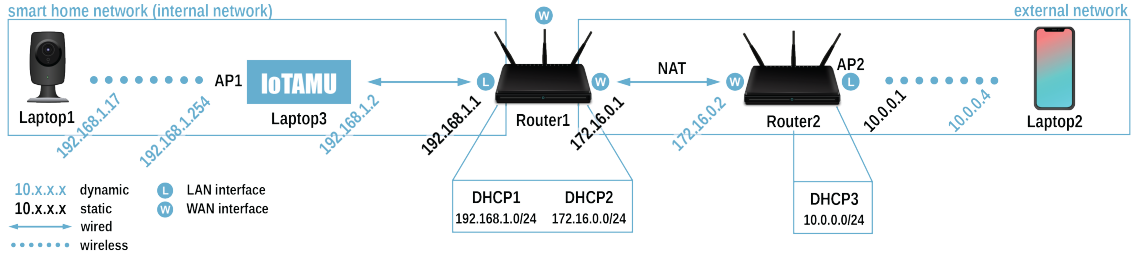 smart home network (internal network)
external network
W
AP1
IoTAMU
L
W
NAT
W
AP2
L
Laptop1
Laptop3
Router1
Router2
Laptop2
192.168.1.17
192.168.1.254
192.168.1.2
192.168.1.1
172.16.0.1
172.16.0.2
10.0.0.1
10.0.0.4
DHCP1
192.168.1.0/24
DHCP2
172.16.0.0/24
DHCP3
10.0.0.0/24
10.x.x.x dynamic
10.x.x.x static
wired
wireless
L LAN interface
W WAN interface